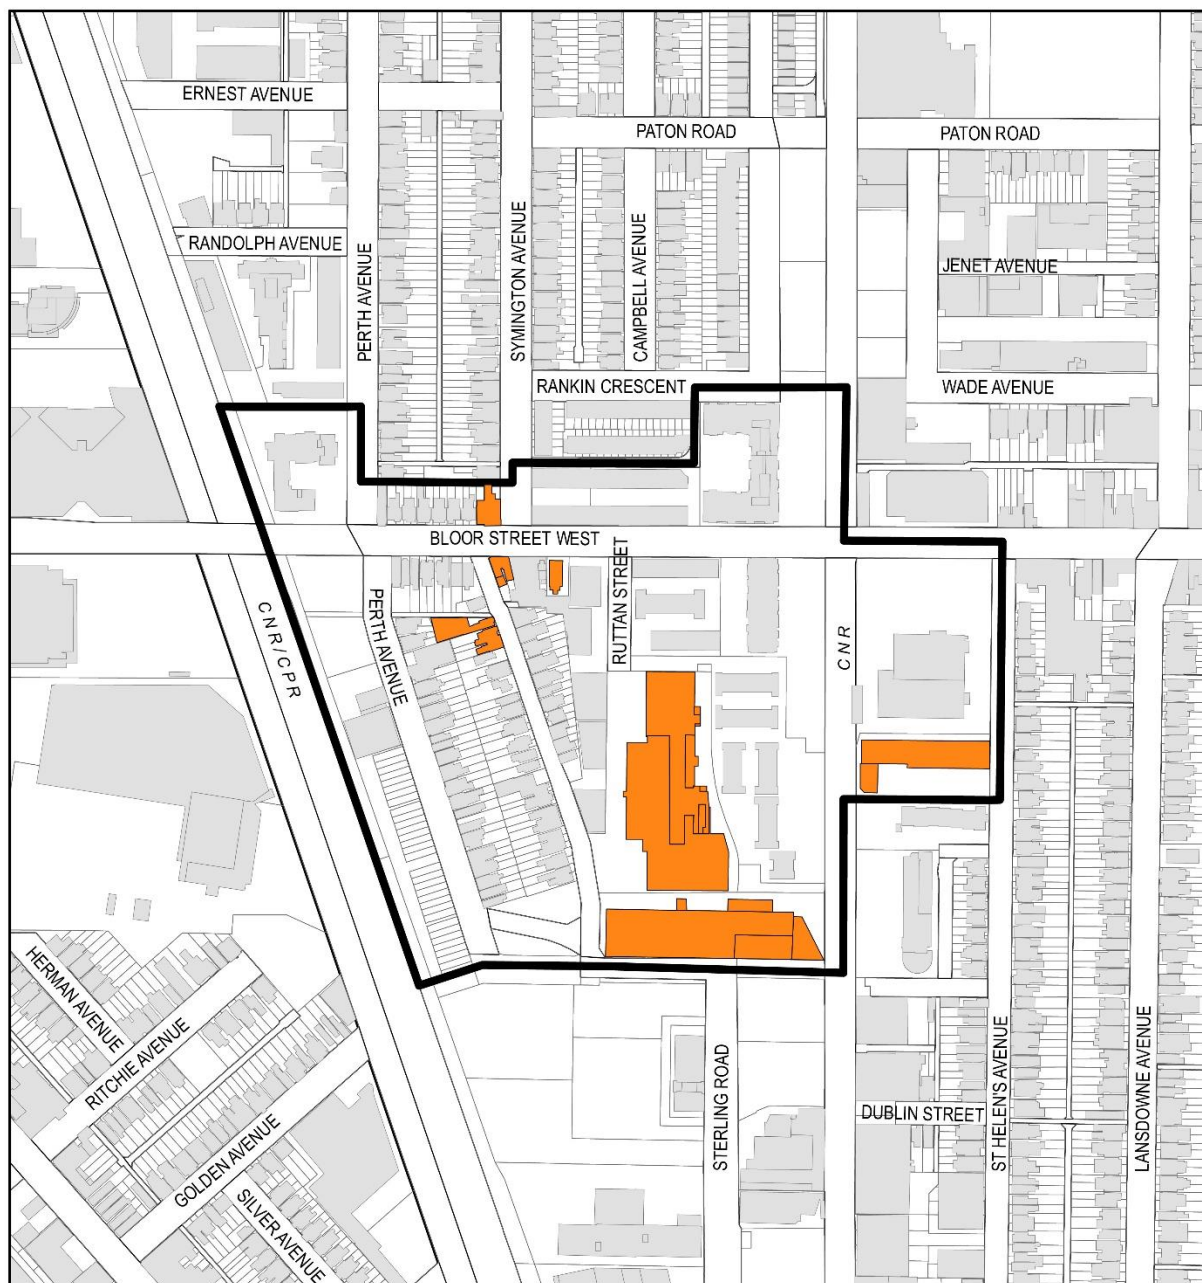 ERNEST AVENUE
PATON ROAD
PATON ROAD
RANDOLPH AVENUE
PERTH AVENUE
SYMINGTON AVENUE
CAMPBELL AVENUE
JENET AVENUE
RANKIN CRESCENT
WADE AVENUE
BLOOR STREET WEST
RUTTAN STREET
CNR/CPR
PERTH AVENUE
CNR
HERMAN AVENUE
RITCHIE AVENUE
GOLDEN AVENUE
SILVER AVENUE
STERLING ROAD
DUBLIN STREET
ST HELEN'S AVENUE
LANSDOWNE AVENUE